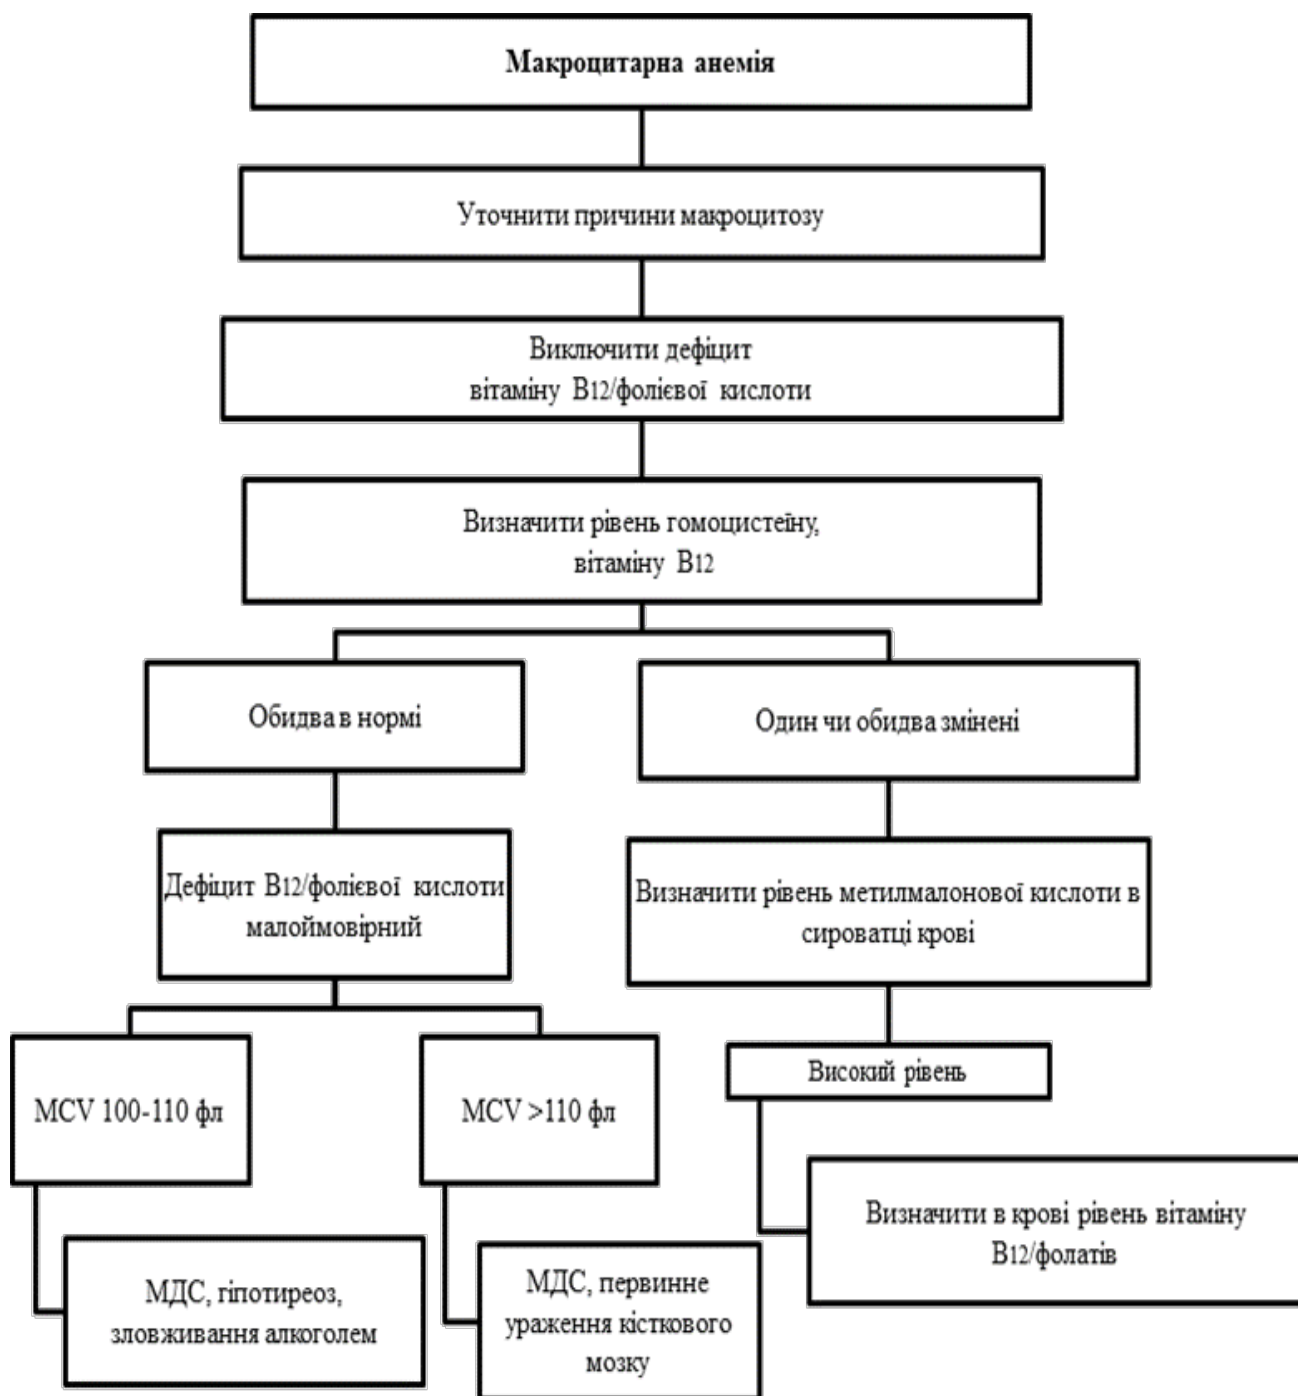 Макроцитарна анемія
Уточнити причини макроцитозу
Виключити дефіцит
вітаміну В12/фолієвої кислоти
Визначити рівень гомоцистеїну,
вітаміну В12
Обидва в нормі
Один чи обидва змінені
Дефіцит В12/фолієвої кислоти
малоймовірний
Визначити рівень метилмалонової кислоти в
сироватці крові
MCV 100-110 фл
MCV >110 фл
Високий рівень
Визначити в крові рівень вітаміну
В12/фолатів
МДС, гіпотиреоз,
зловживання алкоголем
МДС, первинне
ураження кісткового
мозку